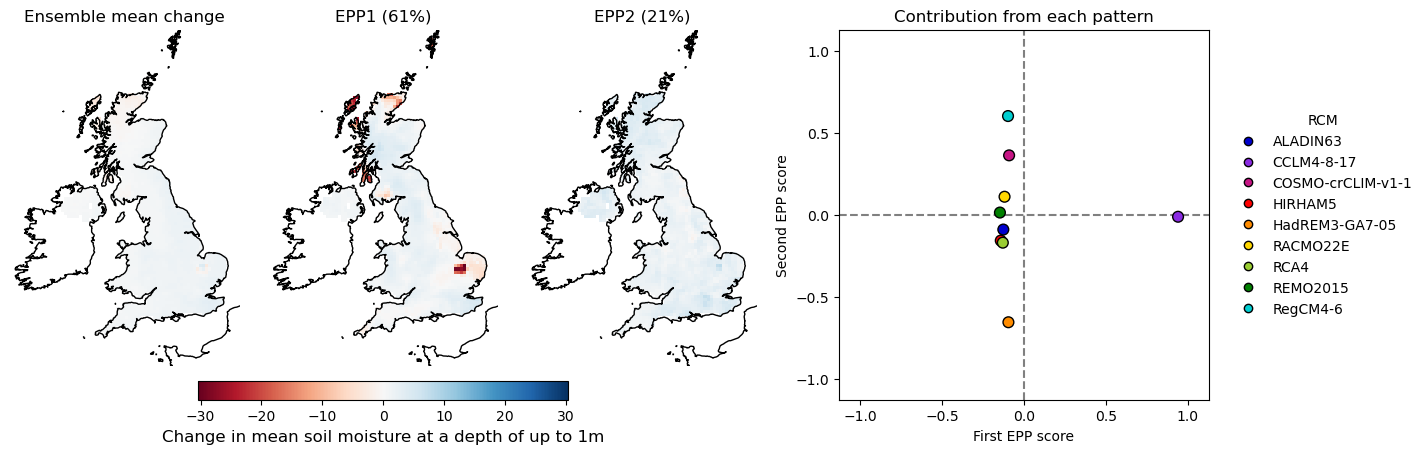 Ensemble mean change
EPP1 (61%)
EPP2 (21%)
−30 −20 −10 0 10 20 30
Change in mean soil moisture at a depth of up to 1m
Contribution from each pattern
1.0
0.5
0.0
−0.5
−1.0
Second EPP score
−1.0 −0.5 0.0 0.5 1.0
First EPP score
RCM
ALADIN63
CCLM4-8-17
COSMO-crCLIM-v1-1
HIRHAM5
HadREM3-GA7-05
RACMO22E
RCA4
REMO2015
RegCM4-6